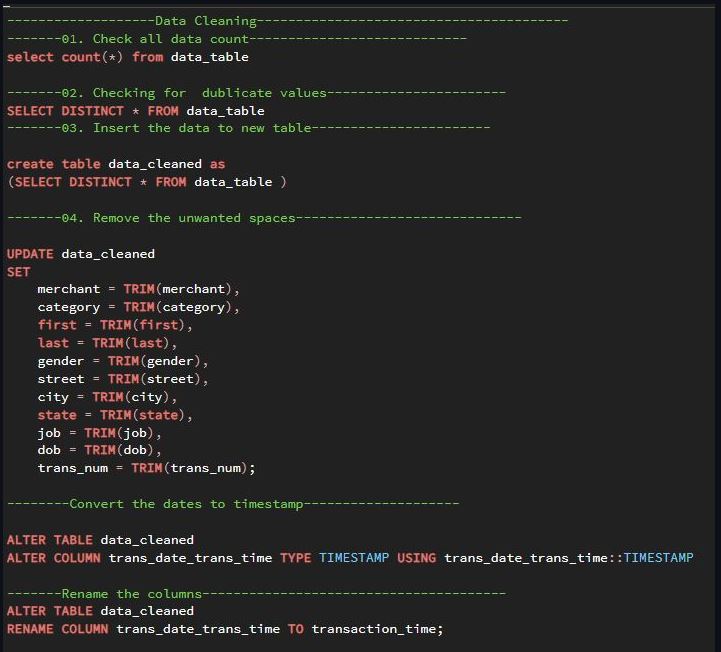 -------------------Data Cleaning----------------------------------------
-------01. Check all data count----------------------------
select count(*) from data_table
-------02. Checking for  dublicate values-----------------------
SELECT DISTINCT * FROM data_table
-------03. Insert the data to new table-----------------------
create table data_cleaned as
(SELECT DISTINCT * FROM data_table )
-------04. Remove the unwanted spaces-----------------------------
UPDATE data_cleaned
SET
    merchant = TRIM(merchant),
    category = TRIM(category),
    first = TRIM(first),
    last = TRIM(last),
    gender = TRIM(gender),
    street = TRIM(street),
    city = TRIM(city),
    state = TRIM(state),
    job = TRIM(job),
    dob = TRIM(dob),
    trans_num = TRIM(trans_num);
--------Convert the dates to timestamp--------------------
ALTER TABLE data_cleaned
ALTER COLUMN trans_date_trans_time TYPE TIMESTAMP USING trans_date_trans_time::TIMESTAMP
-------Rename the columns---------------------------------------
ALTER TABLE data_cleaned
RENAME COLUMN trans_date_trans_time TO transaction_time;